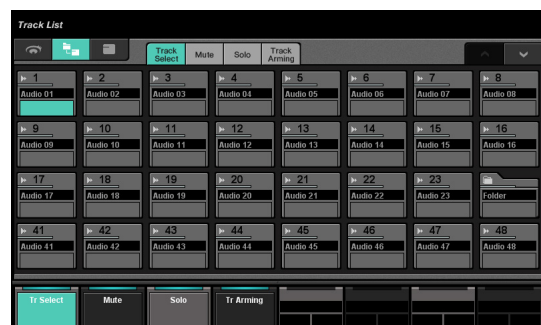 Track List
Track Select Mute Solo Track Arming
1 2 3 4 5 6 7 8
Audio 01 Audio 02 Audio 03 Audio 04 Audio 05 Audio 06 Audio 07 Audio 08
9 10 11 12 13 14 15 16
Audio 09 Audio 10 Audio 11 Audio 12 Audio 13 Audio 14 Audio 15 Audio 16
17 18 19 20 21 22 23
Audio 17 Audio 18 Audio 19 Audio 20 Audio 21 Audio 22 Audio 23 Folder
41 42 43 44 45 46 47 48
Audio 41 Audio 42 Audio 43 Audio 44 Audio 45 Audio 46 Audio 47 Audio 48
Tr Select Mute Solo Tr Arming